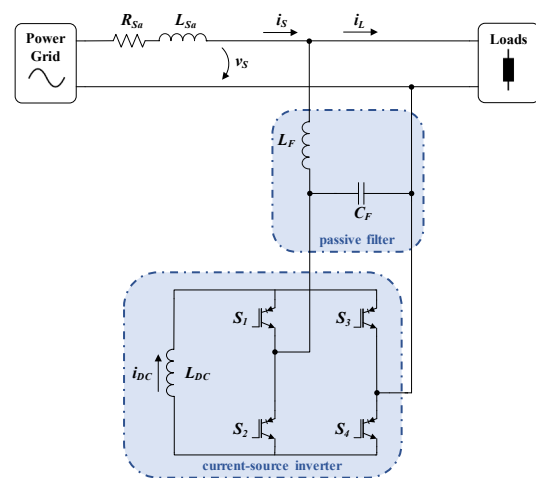 Power
Grid
R_Sa
L_Sa
i_S
i_L
v_S
Loads
L_F
C_F
passive filter
S_1
S_3
i_DC
L_DC
S_2
S_4
current-source inverter